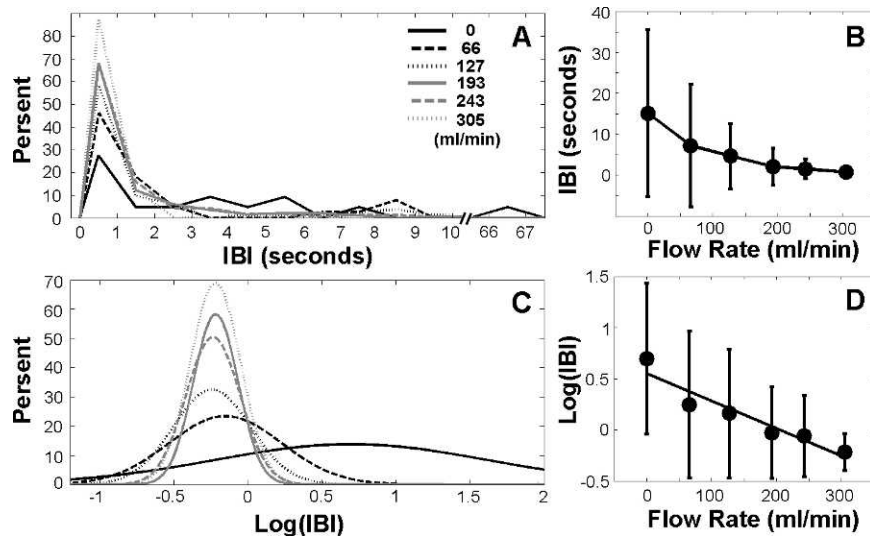 A
80
70
60
50
40
30
20
10
0
Persent
0
66
127
193
243
305
(ml/min)
0 1 2 3 4 5 6 7 8 9 10 66 67
IBI (seconds)
B
40
30
20
10
0
IBI (seconds)
0 100 200 300
Flow Rate (ml/min)
C
70
60
50
40
30
20
10
0
Persent
-1 -0.5 0 0.5 1 1.5 2
Log(IBI)
D
1.5
1
0.5
0
-0.5
Log(IBI)
0 100 200 300
Flow Rate (ml/min)